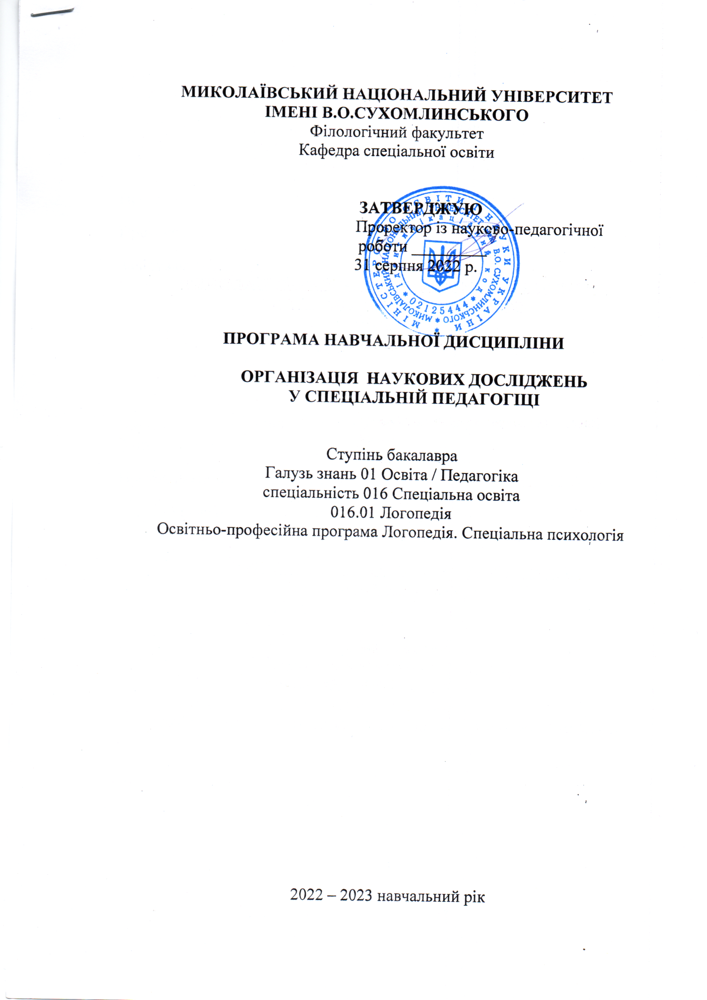 МИКОЛАЇВСЬКИЙ НАЦІОНАЛЬНИЙ УНІВЕРСИТЕТ
ІМЕНІ В.О.СУХОМЛИНСЬКОГО
Філологічний факультет
Кафедра спеціальної освіти
ЗАТВЕРДЖУЮ
Проректор із науково-педагогічної
роботи _________
31 серпня 2022 р.
МІНІСТЕРСТВО ОСВІТИ І НАУКИ УКРАЇНИ *
МИКОЛАЇВСЬКИЙ НАЦІОНАЛЬНИЙ УНІВЕРСИТЕТ В.О. СУХОМЛИНСЬКОГО *
Ідентифікаційний код
* 02125444 *
ПРОГРАМА НАВЧАЛЬНОЇ ДИСЦИПЛІНИ
ОРГАНІЗАЦІЯ НАУКОВИХ ДОСЛІДЖЕНЬ
У СПЕЦІАЛЬНІЙ ПЕДАГОГІЦІ
Ступінь бакалавра
Галузь знань 01 Освіта / Педагогіка
спеціальність 016 Спеціальна освіта
016.01 Логопедія
Освітньо-професійна програма Логопедія. Спеціальна психологія
2022 – 2023 навчальний рік